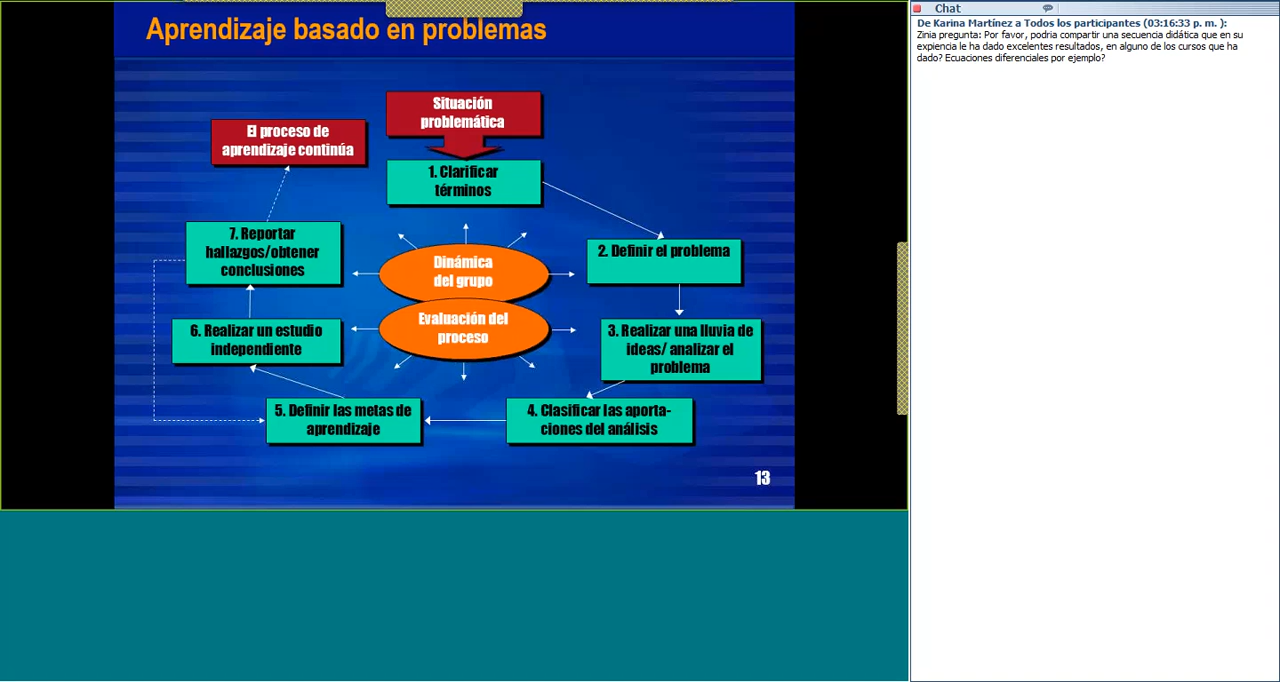 Aprendizaje basado en problemas
Situación
problemática
El proceso de
aprendizaje continúa
1. Clarificar
términos
2. Definir el problema
3. Realizar una lluvia de
ideas/ analizar el
problema
4. Clasificar las aporta-
ciones del análisis
5. Definir las metas de
aprendizaje
6. Realizar un estudio
independiente
7. Reportar
hallazgos/obtener
conclusiones
Dinámica
del grupo
Evaluación del
proceso
13
Chat
De Karina Martínez a Todos los participantes (03:16:33 p. m. ):
Zinia pregunta: Por favor, podria compartir una secuencia didática que en su
expiencia le ha dado excelentes resultados, en alguno de los cursos que ha
dado? Ecuaciones diferenciales por ejemplo?